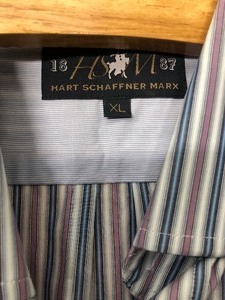 18 HSM 87
HART SCHAFFNER MARX
XL